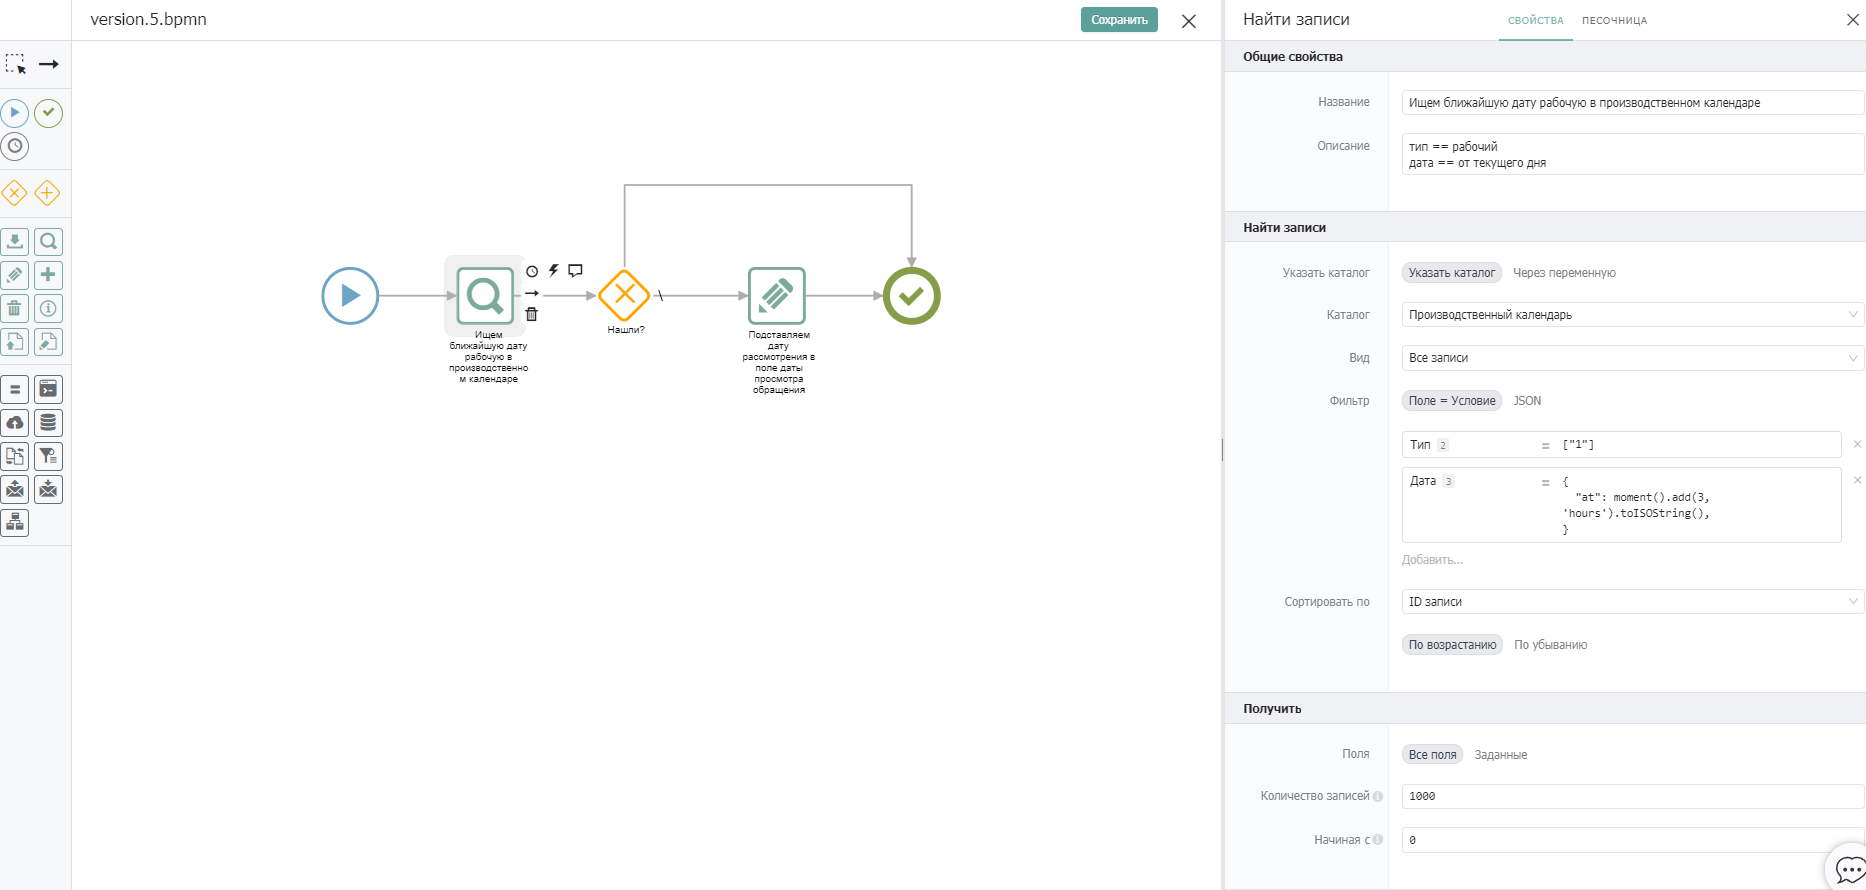 version.5.bpmn
Сохранить
Ищем
ближайшую дату
рабочую в
производственно
м календаре
Нашли?
Подставляем
дату
рассмотрения в
поле даты
просмотра
обращения
Найти записи
СВОЙСТВА
ПЕСОЧНИЦА
Общие свойства
Название
Ищем ближайшую дату рабочую в производственном календаре
Описание
тип == рабочий
дата == от текущего дня
Найти записи
Указать каталог
Указать каталог
Через переменную
Каталог
Производственный календарь
Вид
Все записи
Фильтр
Поле = Условие
JSON
Тип 2 = ["1"]
Дата 3 = {
"at": moment().add(3,
'hours').toISOString(),
}
Добавить...
Сортировать по
ID записи
По возрастанию
По убыванию
Получить
Поля
Все поля
Заданные
Количество записей
1000
Начиная с
0